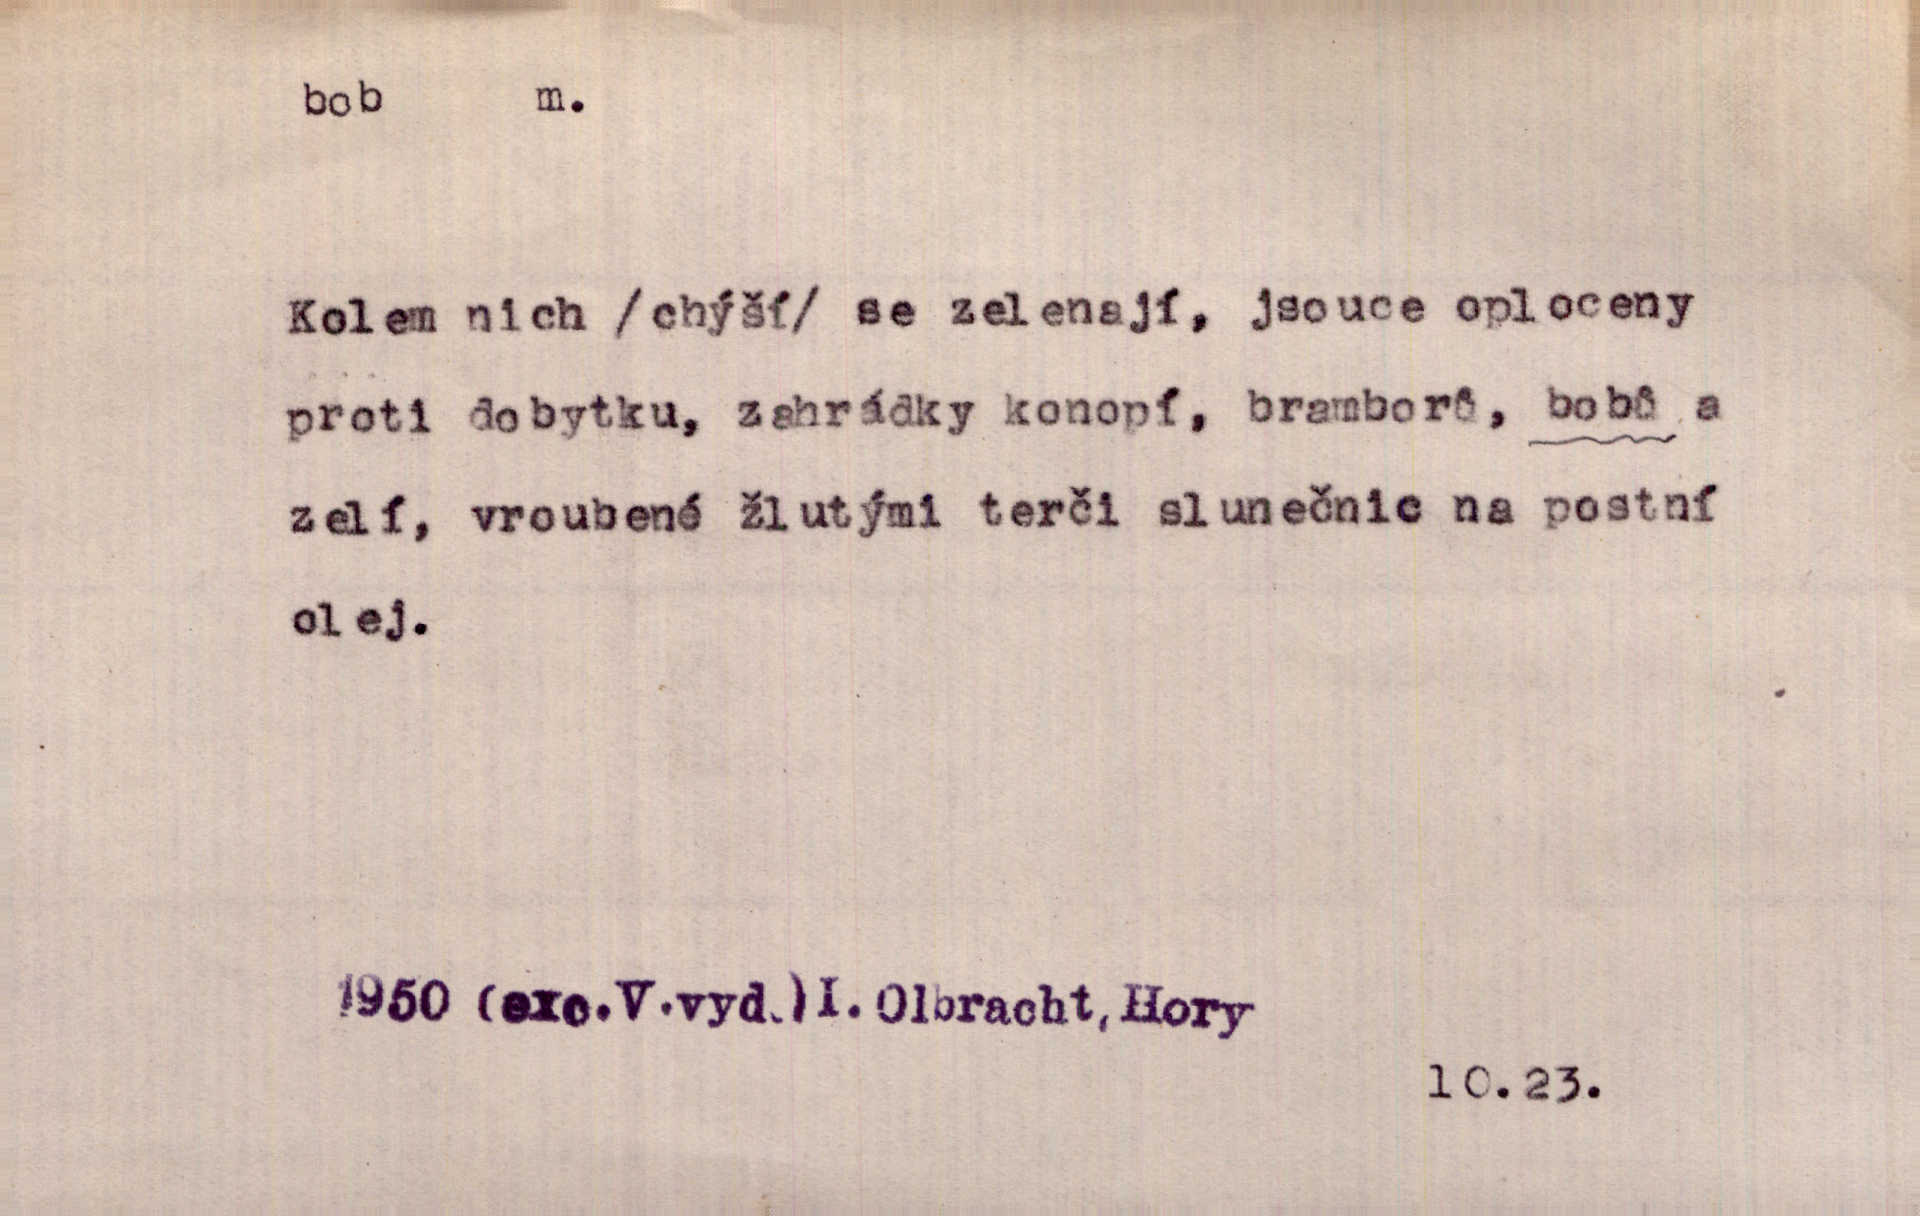 bob m.
Kolem nich /chýší/ se zelenají, jsouce oploceny
proti dobytku, zahrádky konopí, bramborů, bobů a
zelí, vroubené žlutými terči slunečnic na postní
olej.
1950 (exc.V.vyd.) I. Olbracht, Hory
10.23.